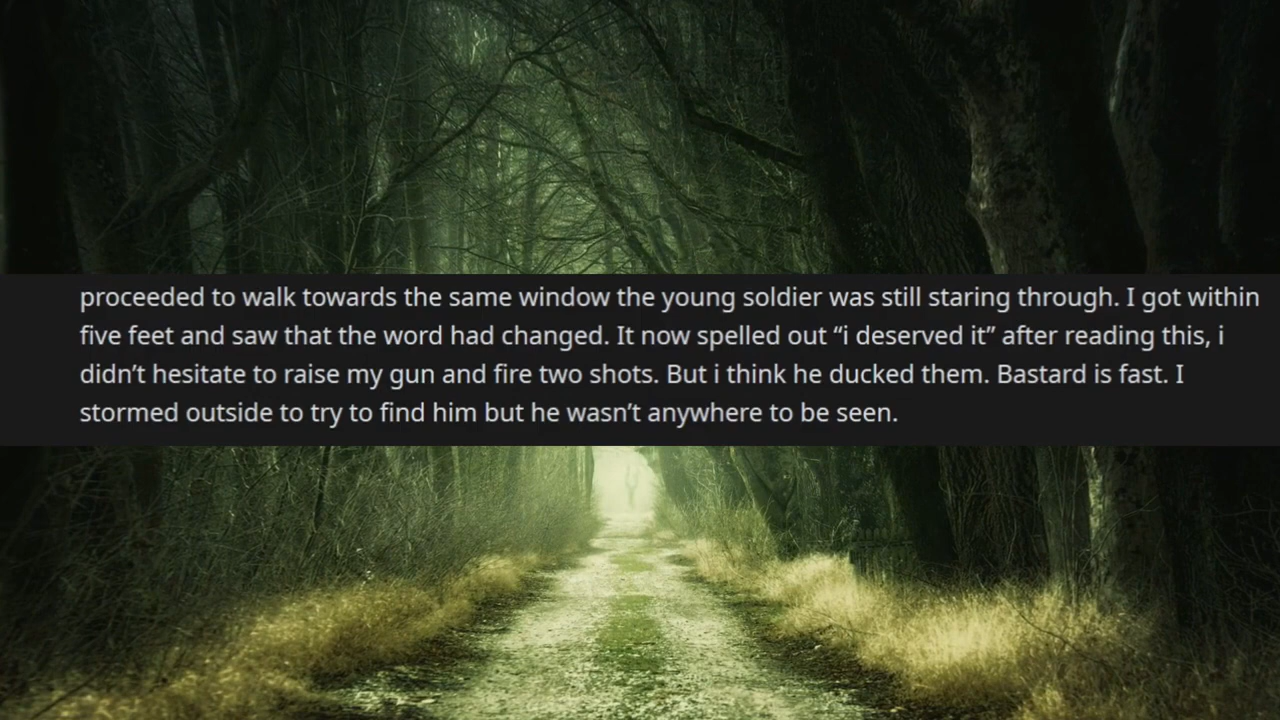 proceeded to walk towards the same window the young soldier was still staring through. I got within
five feet and saw that the word had changed. It now spelled out “i deserved it” after reading this, i
didn’t hesitate to raise my gun and fire two shots. But i think he ducked them. Bastard is fast. I
stormed outside to try to find him but he wasn’t anywhere to be seen.